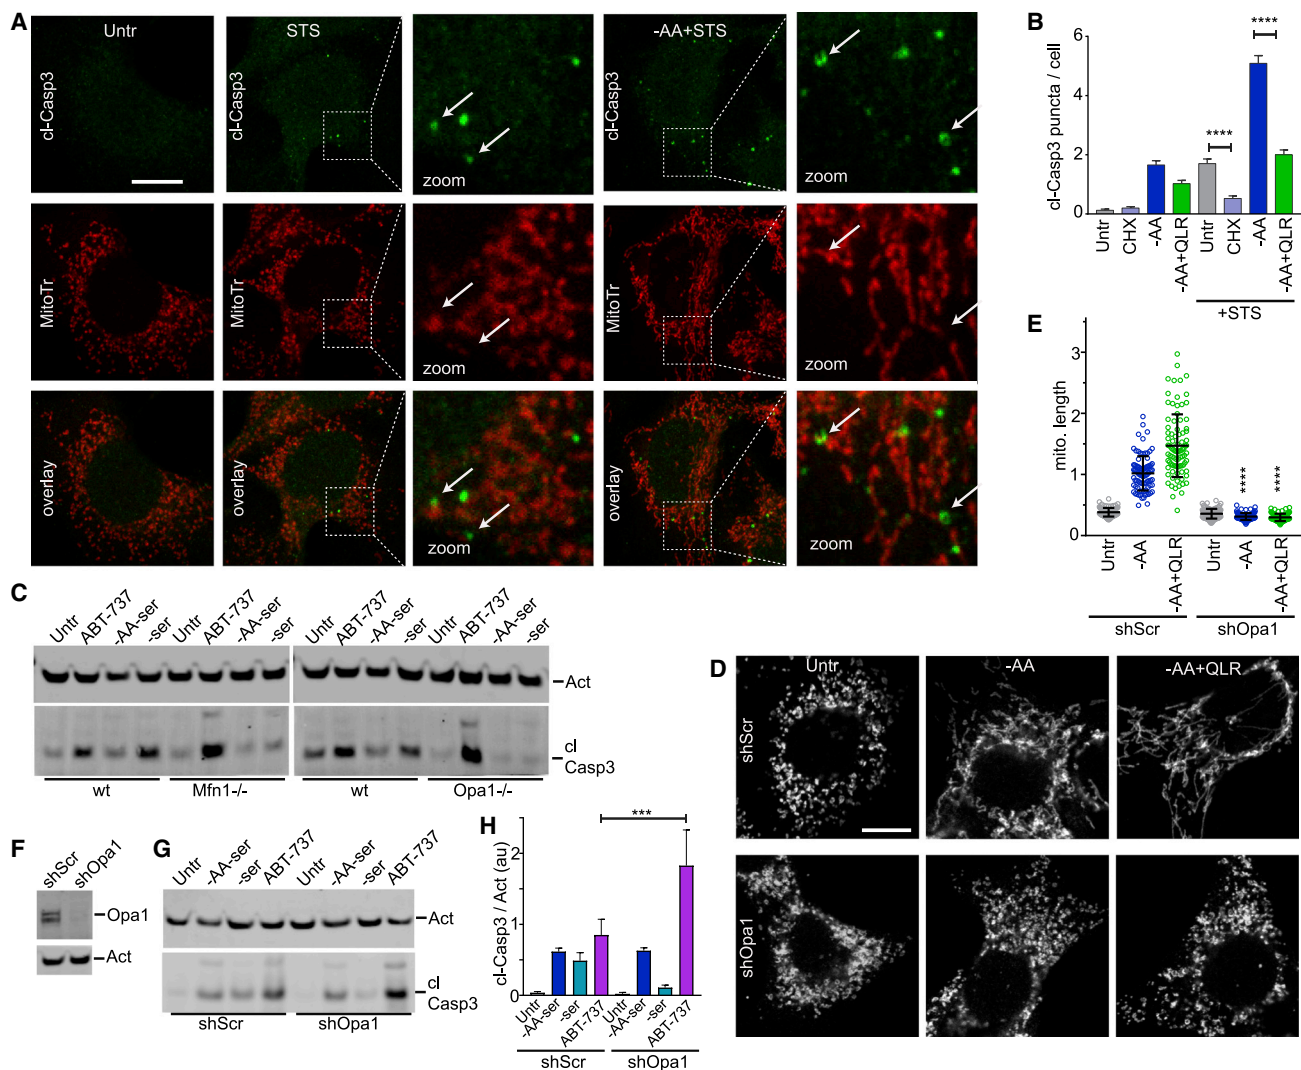 A
Untr
STS
-AA+STS
cl-Casp3
cl-Casp3
cl-Casp3
zoom
zoom
MitoTr
MitoTr
MitoTr
zoom
zoom
overlay
overlay
overlay
zoom
zoom
B
cl-Casp3 puncta / cell
6
4
2
0
****
****
Untr
CHX
-AA
-AA+QLR
Untr
CHX
-AA
-AA+QLR
+STS
E
mito. length
3
2
1
0
****
****
Untr
-AA
-AA+QLR
Untr
-AA
-AA+QLR
shScr
shOpa1
C
Untr
ABT-737
-AA-ser
-ser
Untr
ABT-737
-AA-ser
-ser
Untr
ABT-737
-AA-ser
-ser
Untr
ABT-737
-AA-ser
-ser
Act
cl
Casp3
wt
Mfn1-/-
wt
Opa1-/-
D
Untr
-AA
-AA+QLR
shScr
shOpa1
F
shScr
shOpa1
Opa1
Act
G
Untr
-AA-ser
-ser
ABT-737
Untr
-AA-ser
-ser
ABT-737
Act
cl
Casp3
shScr
shOpa1
H
cl-Casp3 / Act (au)
2
1
0
***
Untr
-AA-ser
-ser
ABT-737
Untr
-AA-ser
-ser
ABT-737
shScr
shOpa1